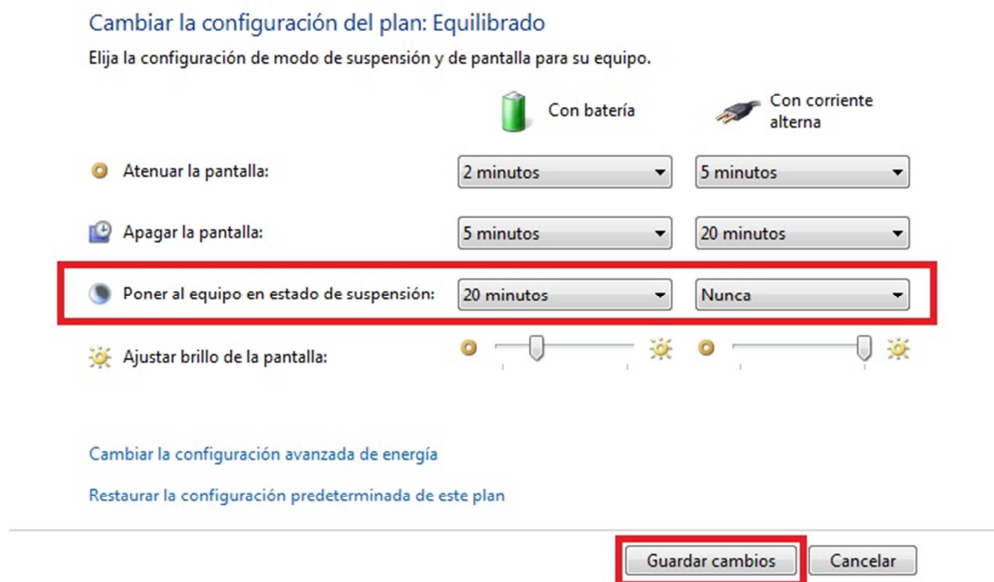 Cambiar la configuración del plan: Equilibrado
Elija la configuración de modo de suspensión y de pantalla para su equipo.
Con batería
Con corriente
alterna
Atenuar la pantalla: 2 minutos 5 minutos
Apagar la pantalla: 5 minutos 20 minutos
Poner al equipo en estado de suspensión: 20 minutos Nunca
Ajustar brillo de la pantalla:
Cambiar la configuración avanzada de energía
Restaurar la configuración predeterminada de este plan
Guardar cambios Cancelar